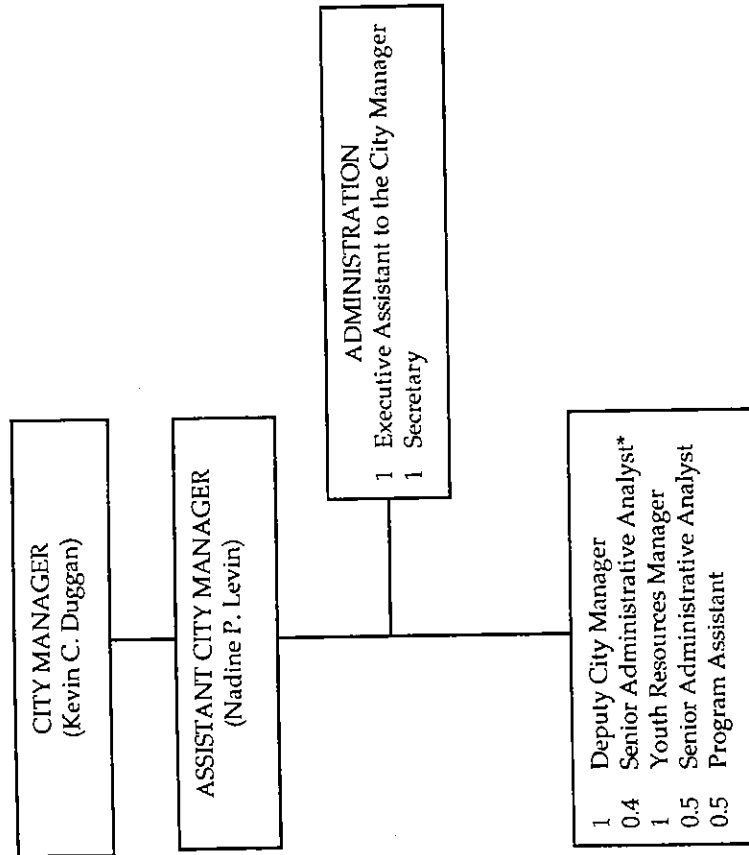 CITY MANAGER
(Kevin C. Duggan)
ASSISTANT CITY MANAGER
(Nadine P. Levin)
ADMINISTRATION
1 Executive Assistant to the City Manager
1 Secretary
1 Deputy City Manager
0.4 Senior Administrative Analyst*
1 Youth Resources Manager
0.5 Senior Administrative Analyst
0.5 Program Assistant